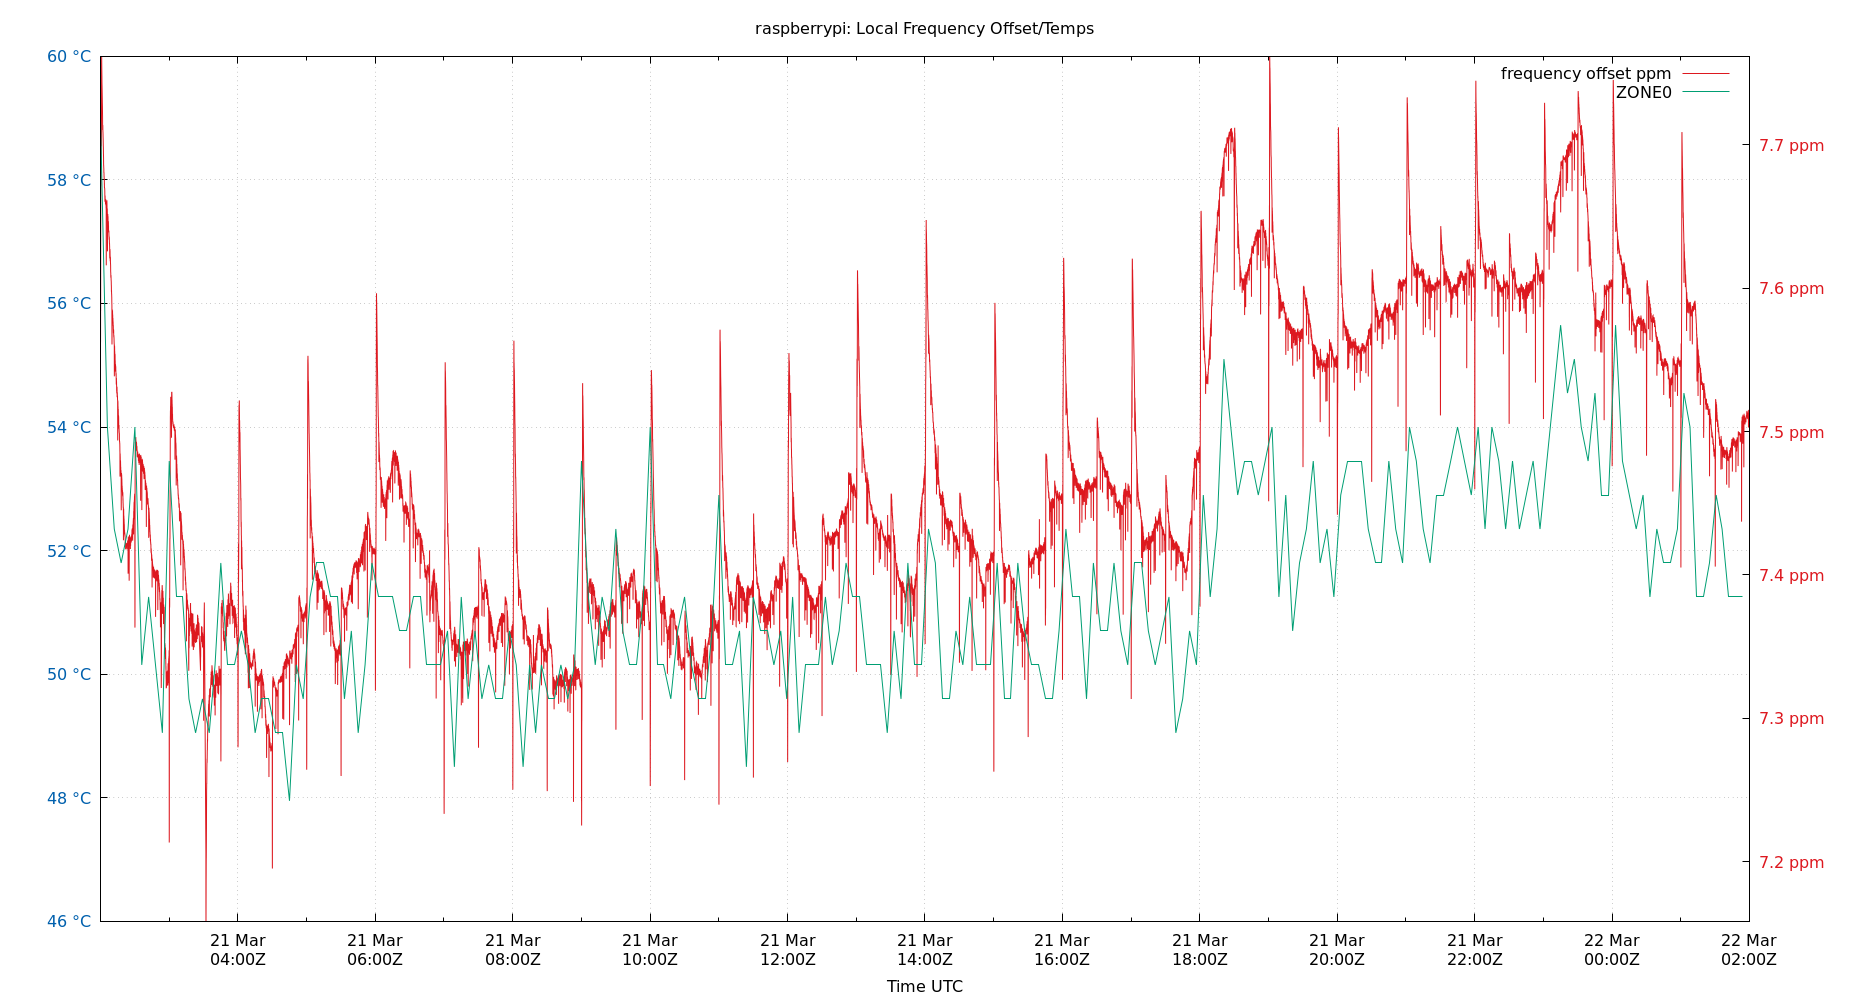 raspberrypi: Local Frequency Offset/Temps
60 °C
58 °C
56 °C
54 °C
52 °C
50 °C
48 °C
46 °C
frequency offset ppm
ZONE0
7.7 ppm
7.6 ppm
7.5 ppm
7.4 ppm
7.3 ppm
7.2 ppm
21 Mar
04:00Z
21 Mar
06:00Z
21 Mar
08:00Z
21 Mar
10:00Z
21 Mar
12:00Z
21 Mar
14:00Z
21 Mar
16:00Z
21 Mar
18:00Z
21 Mar
20:00Z
21 Mar
22:00Z
22 Mar
00:00Z
22 Mar
02:00Z
Time UTC